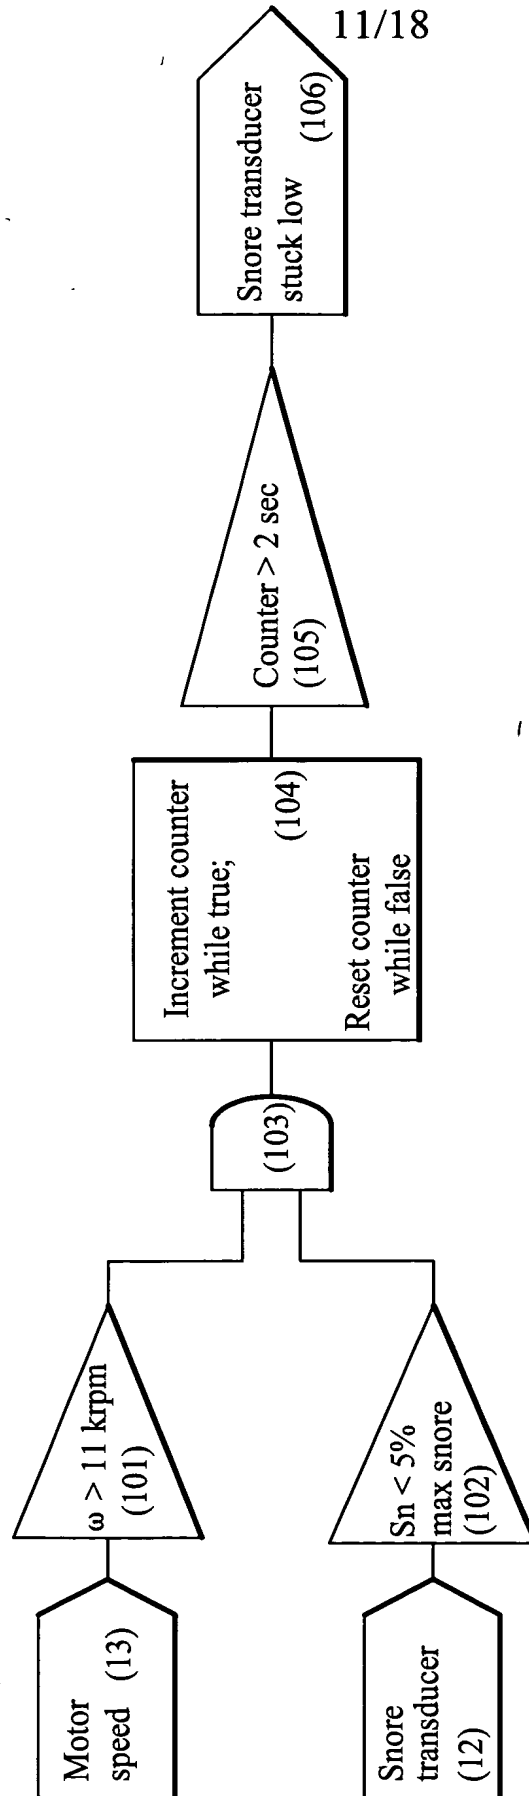 11/18
Motor
speed (13)
ω > 11 krpm
(101)
Snore
transducer
(12)
Sn < 5%
max snore
(102)
(103)
Increment counter
while true;
(104)
Reset counter
while false
Counter > 2 sec
(105)
Snore transducer
stuck low
(106)